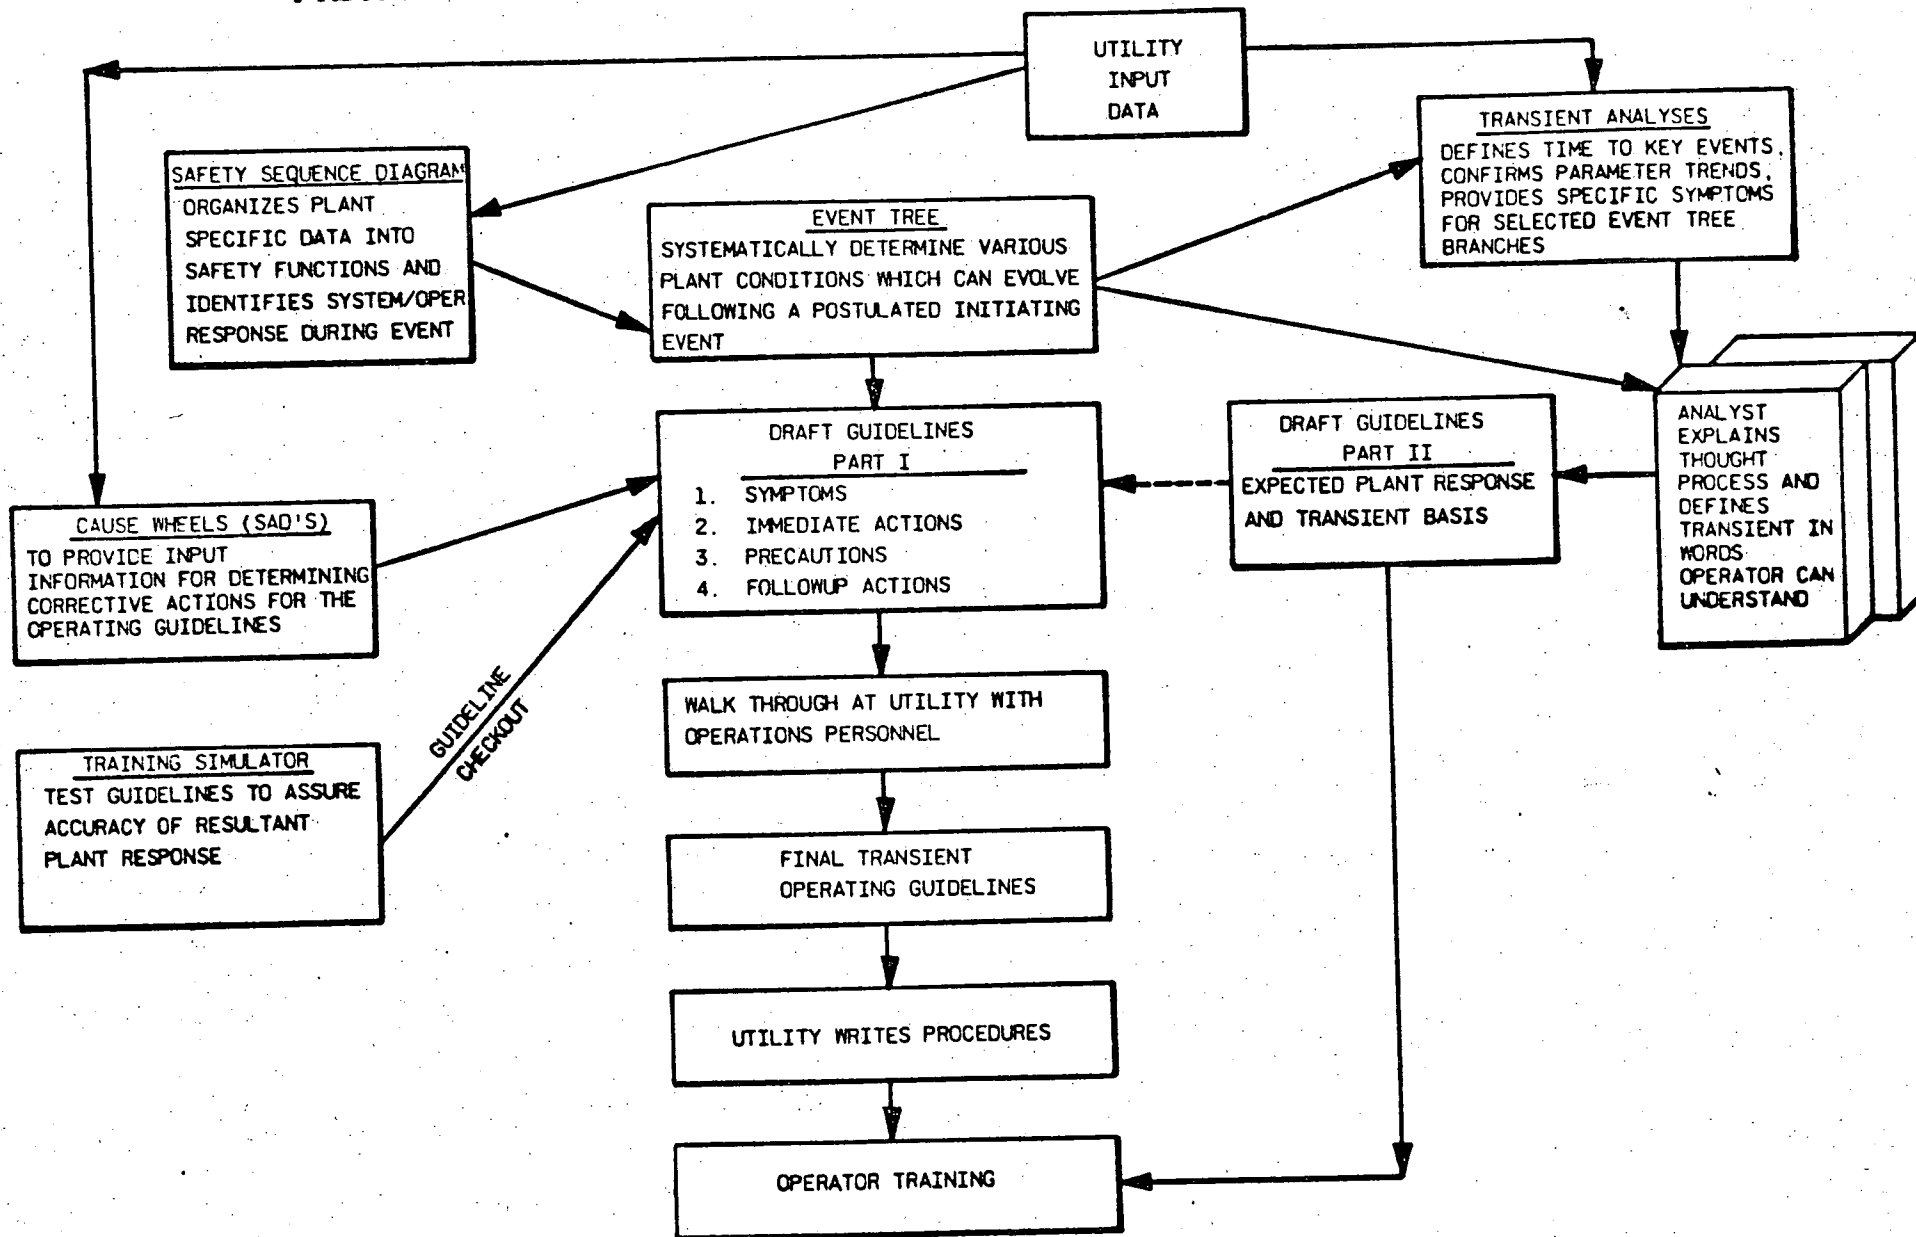 UTILITY
INPUT
DATA
TRANSIENT ANALYSES
DEFINES TIME TO KEY EVENTS,
CONFIRMS PARAMETER TRENDS,
PROVIDES SPECIFIC SYMPTOMS
FOR SELECTED EVENT TREE
BRANCHES
SAFETY SEQUENCE DIAGRAM
ORGANIZES PLANT
SPECIFIC DATA INTO
SAFETY FUNCTIONS AND
IDENTIFIES SYSTEM/OPER
RESPONSE DURING EVENT
EVENT TREE
SYSTEMATICALLY DETERMINE VARIOUS
PLANT CONDITIONS WHICH CAN EVOLVE
FOLLOWING A POSTULATED INITIATING
EVENT
DRAFT GUIDELINES
PART I
1. SYMPTOMS
2. IMMEDIATE ACTIONS
3. PRECAUTIONS
4. FOLLOWUP ACTIONS
DRAFT GUIDELINES
PART II
EXPECTED PLANT RESPONSE
AND TRANSIENT BASIS
ANALYST
EXPLAINS
THOUGHT
PROCESS AND
DEFINES
TRANSIENT IN
WORDS
OPERATOR CAN
UNDERSTAND
CAUSE WHEELS (SAD'S)
TO PROVIDE INPUT
INFORMATION FOR DETERMINING
CORRECTIVE ACTIONS FOR THE
OPERATING GUIDELINES
GUIDELINE
CHECKOUT
WALK THROUGH AT UTILITY WITH
OPERATIONS PERSONNEL
TRAINING SIMULATOR
TEST GUIDELINES TO ASSURE
ACCURACY OF RESULTANT
PLANT RESPONSE
FINAL TRANSIENT
OPERATING GUIDELINES
UTILITY WRITES PROCEDURES
OPERATOR TRAINING